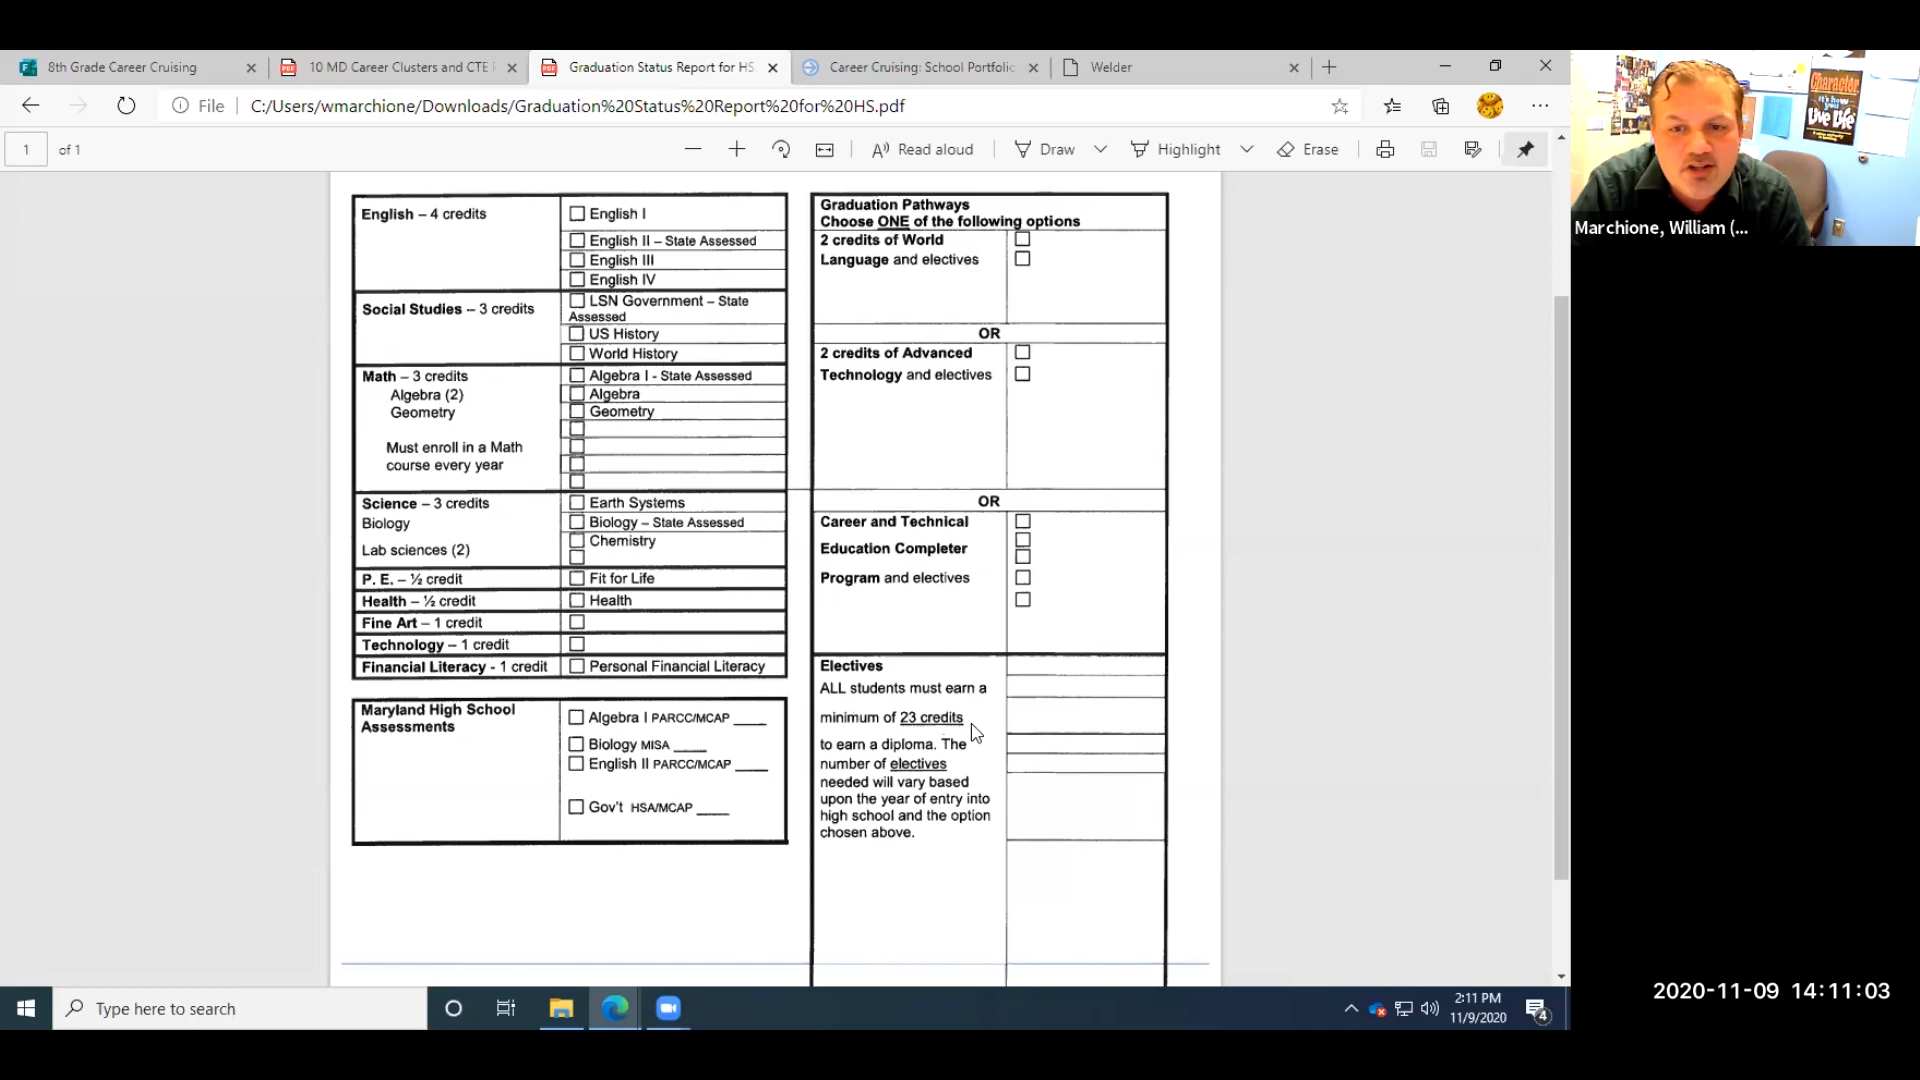 8th Grade Career Cruising
10 MD Career Clusters and CTE
Graduation Status Report for HS.
Career Cruising: School Portfolio
Welder
File
C:/Users/wmarchione/Downloads/Graduation%20Status%20Report%20for%20HS.pdf
1 of 1
Read aloud
Draw
Highlight
Erase
English – 4 credits
English I
English II – State Assessed
English III
English IV
Social Studies – 3 credits
LSN Government – State
Assessed
US History
World History
Math – 3 credits
Algebra (2)
Geometry
Must enroll in a Math
course every year
Algebra I - State Assessed
Algebra
Geometry
Science – 3 credits
Biology
Lab sciences (2)
Earth Systems
Biology – State Assessed
Chemistry
P. E. – ½ credit
Fit for Life
Health – ½ credit
Health
Fine Art – 1 credit
Technology – 1 credit
Financial Literacy - 1 credit
Personal Financial Literacy
Maryland High School
Assessments
Algebra I PARCC/MCAP ____
Biology MISA ____
English II PARCC/MCAP ____
Gov't HSA/MCAP ____
Graduation Pathways
Choose ONE of the following options
2 credits of World
Language and electives
OR
2 credits of Advanced
Technology and electives
OR
Career and Technical
Education Completer
Program and electives
Electives
ALL students must earn a
minimum of 23 credits
to earn a diploma. The
number of electives
needed will vary based
upon the year of entry into
high school and the option
chosen above.
Marchione, William (...
Character
it's how
you
Live Life
Type here to search
2:11 PM
11/9/2020
4
2020-11-09 14:11:03